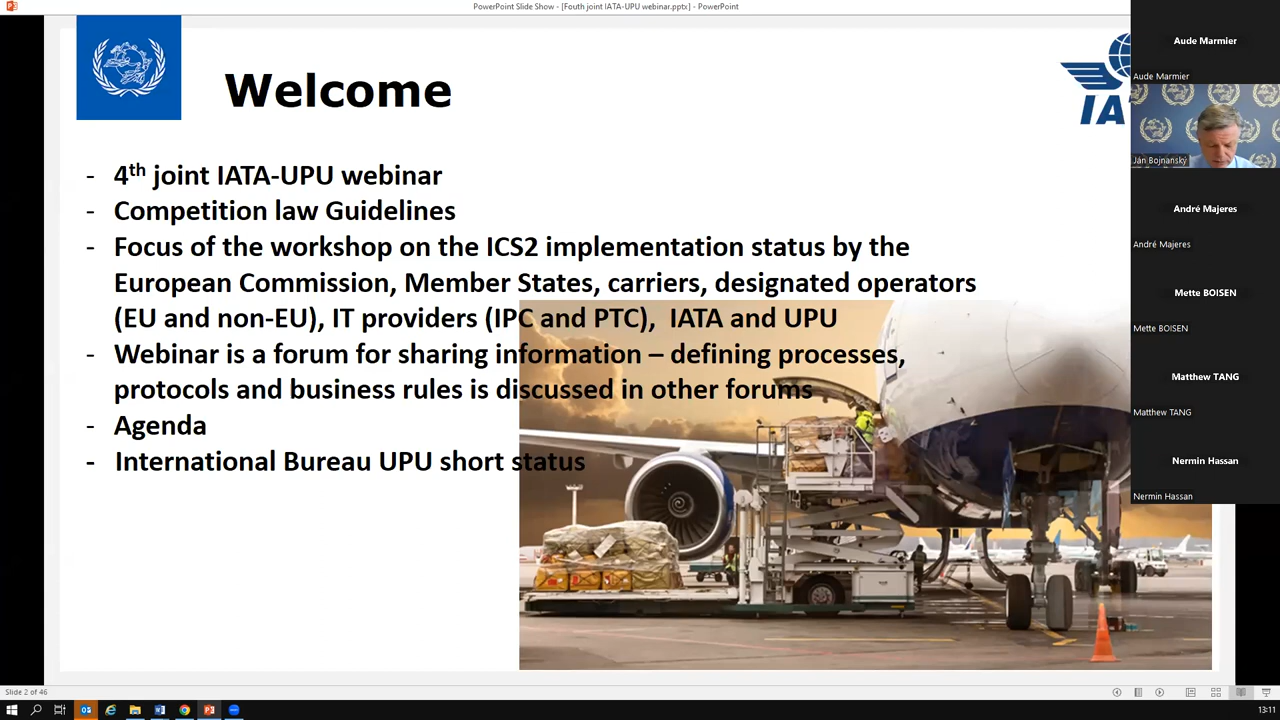 PowerPoint Slide Show - [Fouth joint IATA-UPU webinar.pptx] - PowerPoint
Welcome
IA
- 4th joint IATA-UPU webinar
- Competition law Guidelines
- Focus of the workshop on the ICS2 implementation status by the
European Commission, Member States, carriers, designated operators
(EU and non-EU), IT providers (IPC and PTC), IATA and UPU
- Webinar is a forum for sharing information – defining processes,
protocols and business rules is discussed in other forums
- Agenda
- International Bureau UPU short status
Aude Marmier
Aude Marmier
Ján Bojnanský
André Majeres
André Majeres
Mette BOISEN
Mette BOISEN
Matthew TANG
Matthew TANG
Nermin Hassan
Nermin Hassan
Slide 2 of 46
13:11